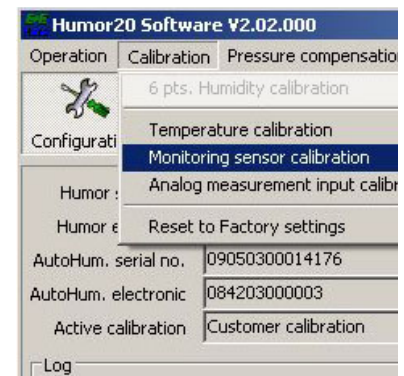 Humor20 Software V2.02.000
Operation Calibration Pressure compensatio
6 pts. Humidity calibration
Configurati
Temperature calibration
Monitoring sensor calibration
Analog measurement input calibr
Humor s
Humor e
Reset to Factory settings
AutoHum. serial no. 09050300014176
AutoHum. electronic 084203000003
Active calibration Customer calibration
Log